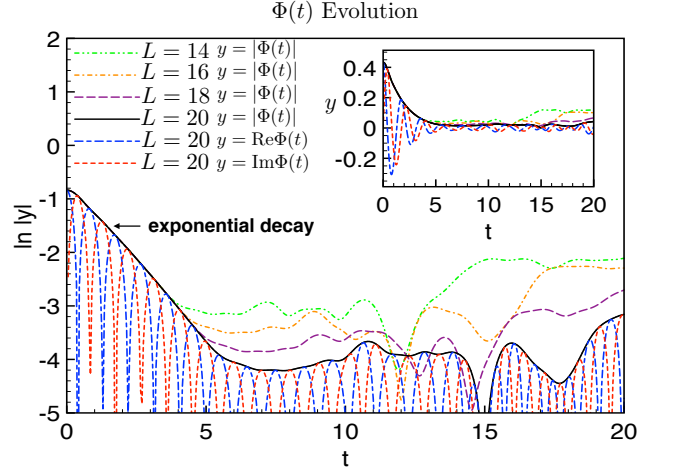 Φ(t) Evolution
2
1
0
-1
-2
-3
-4
-5
ln |y|
L = 14 y = |Φ(t)|
L = 16 y = |Φ(t)|
L = 18 y = |Φ(t)|
L = 20 y = |Φ(t)|
L = 20 y = ReΦ(t)
L = 20 y = ImΦ(t)
exponential decay
0.4
0.2
0
-0.2
y
0 5 10 15 20
t
0 5 10 15 20
t